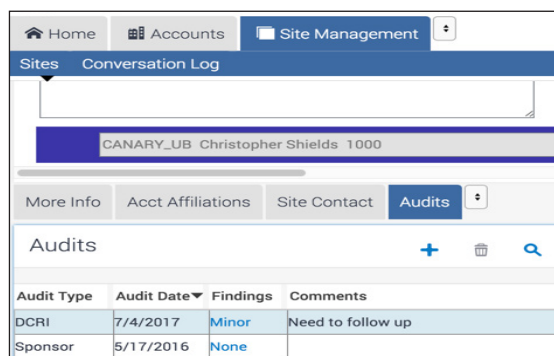 Home Accounts Site Management
Sites Conversation Log
CANARY_UB Christopher Shields 1000
More Info Acct Affiliations Site Contact Audits
Audits
Audit Type Audit Date Findings Comments
DCRI 7/4/2017 Minor Need to follow up
Sponsor 5/17/2016 None